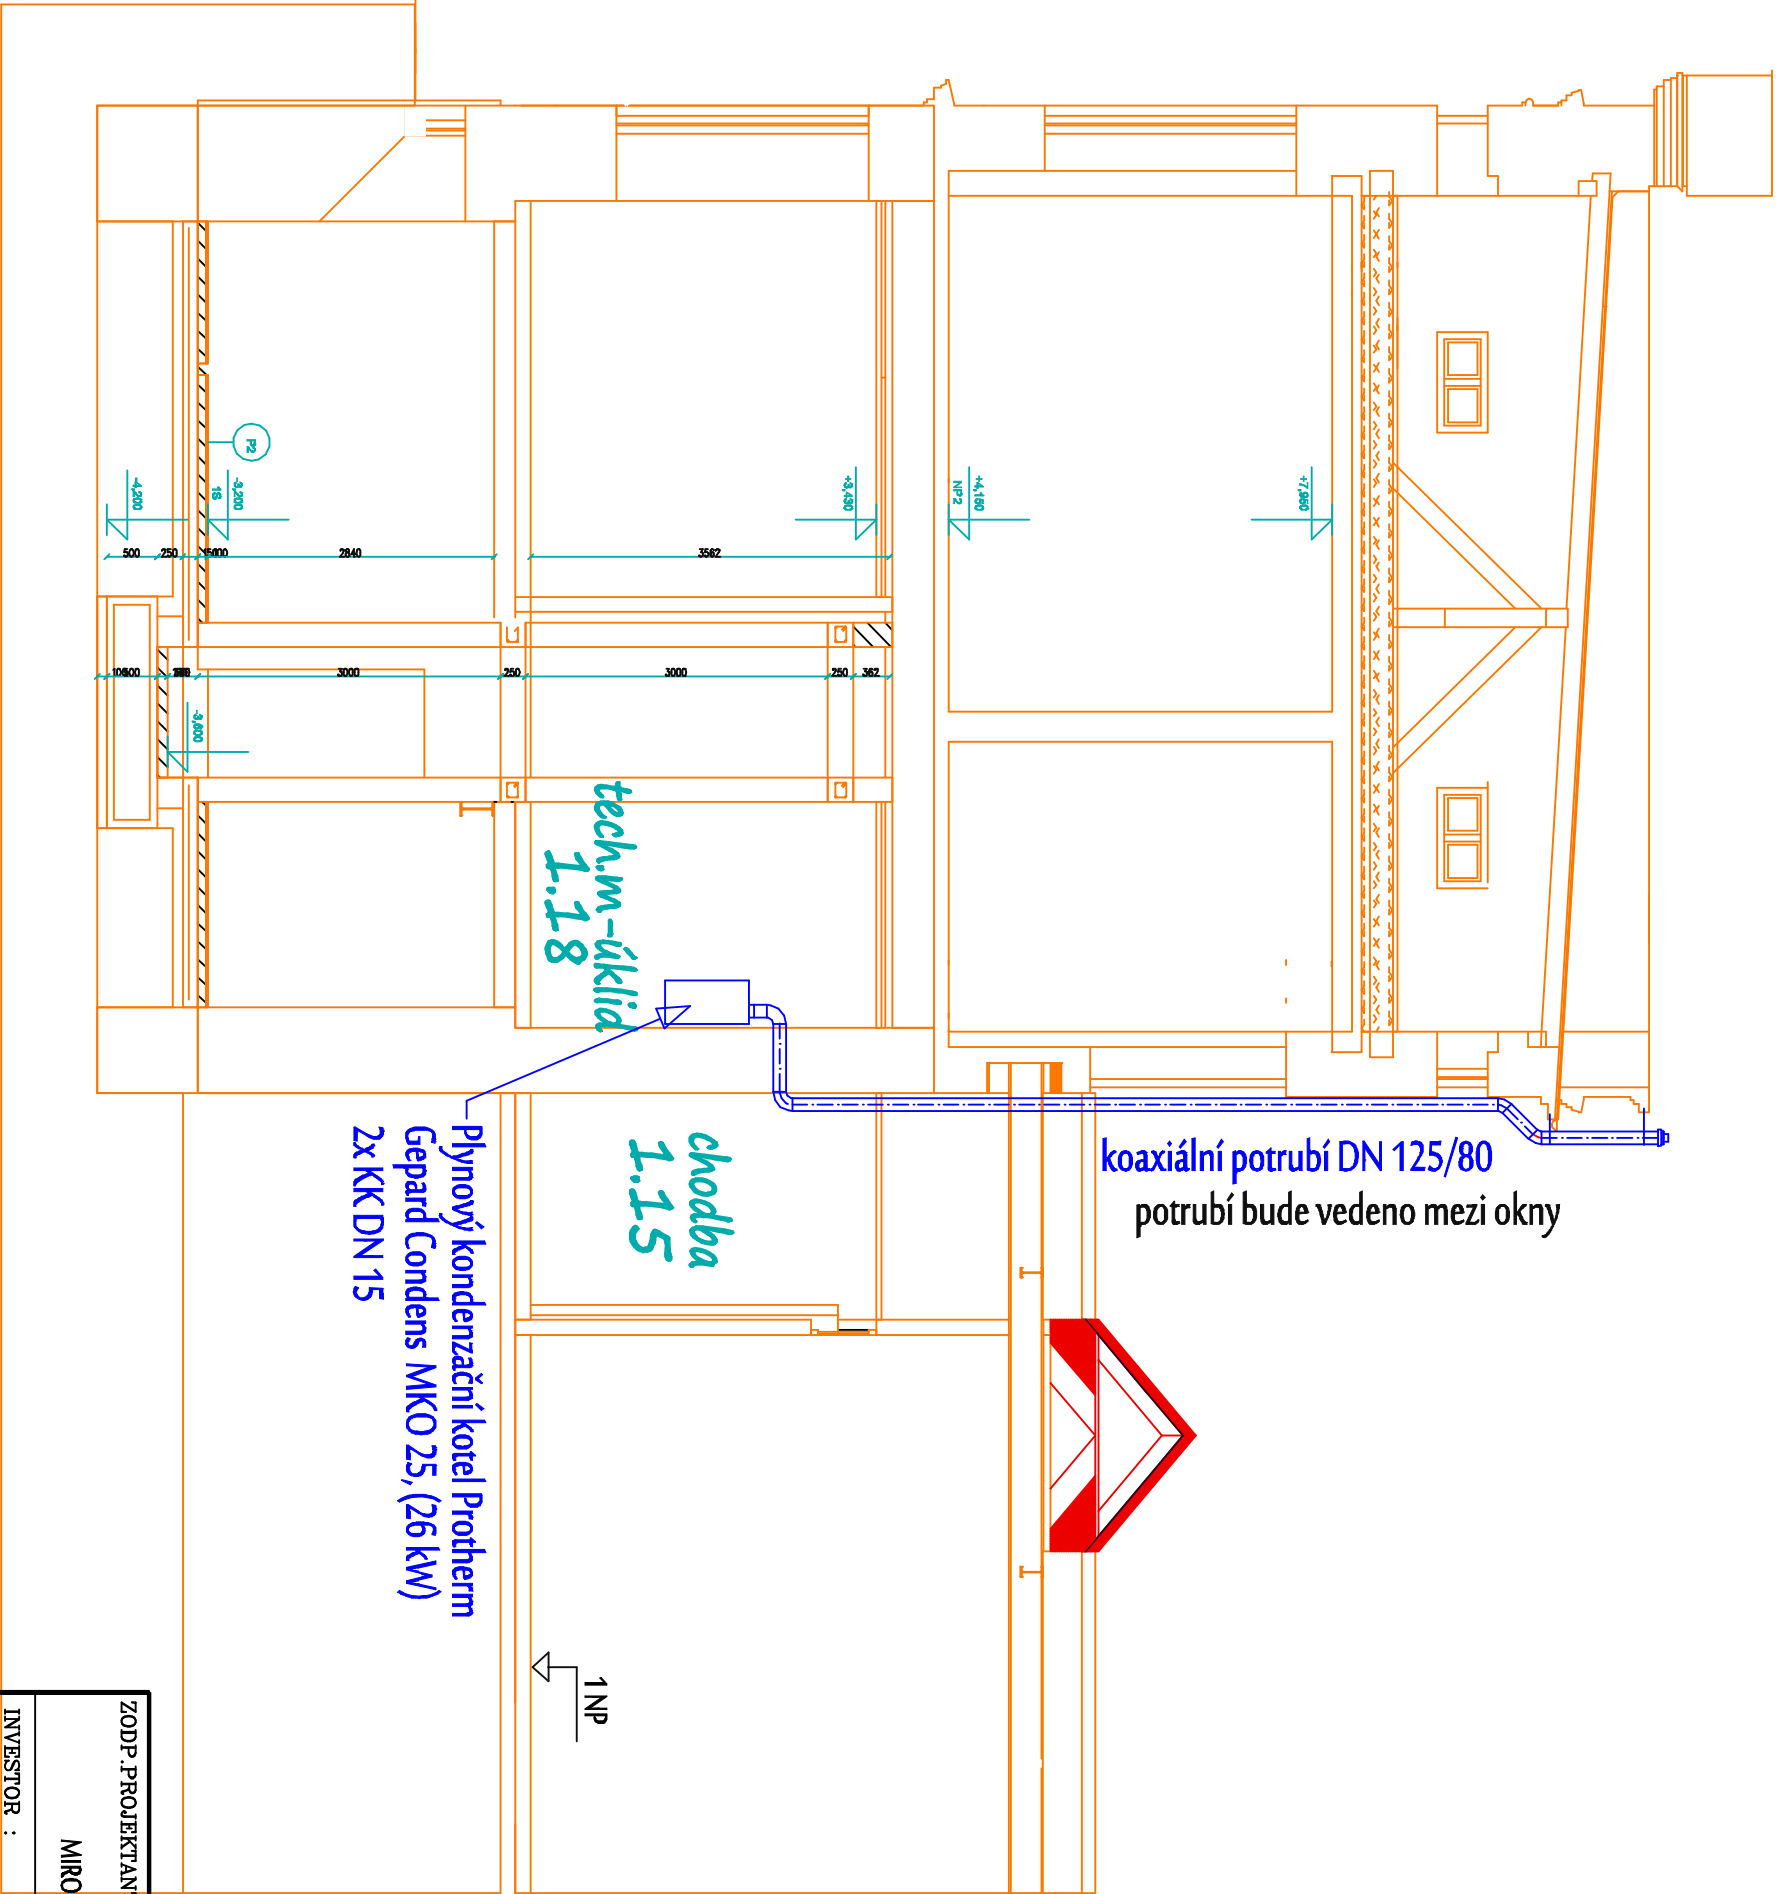 koaxiální potrubí DN 125/80
potrubí bude vedeno mezi okny
+7,950
+4,150
NP2
+3,430
-3,200
1S
-4,200
P2
500
250
2840
3562
3000
250
3000
250
362
-3,600
tech.m-úklid
1.18
chodba
1.15
Plynový kondenzační kotel Protherm
Gepard Condens MKO 25, (26 kW)
2x KK DN 15
1NP
ZODP.PROJEKTANT
MIRO
INVESTOR :